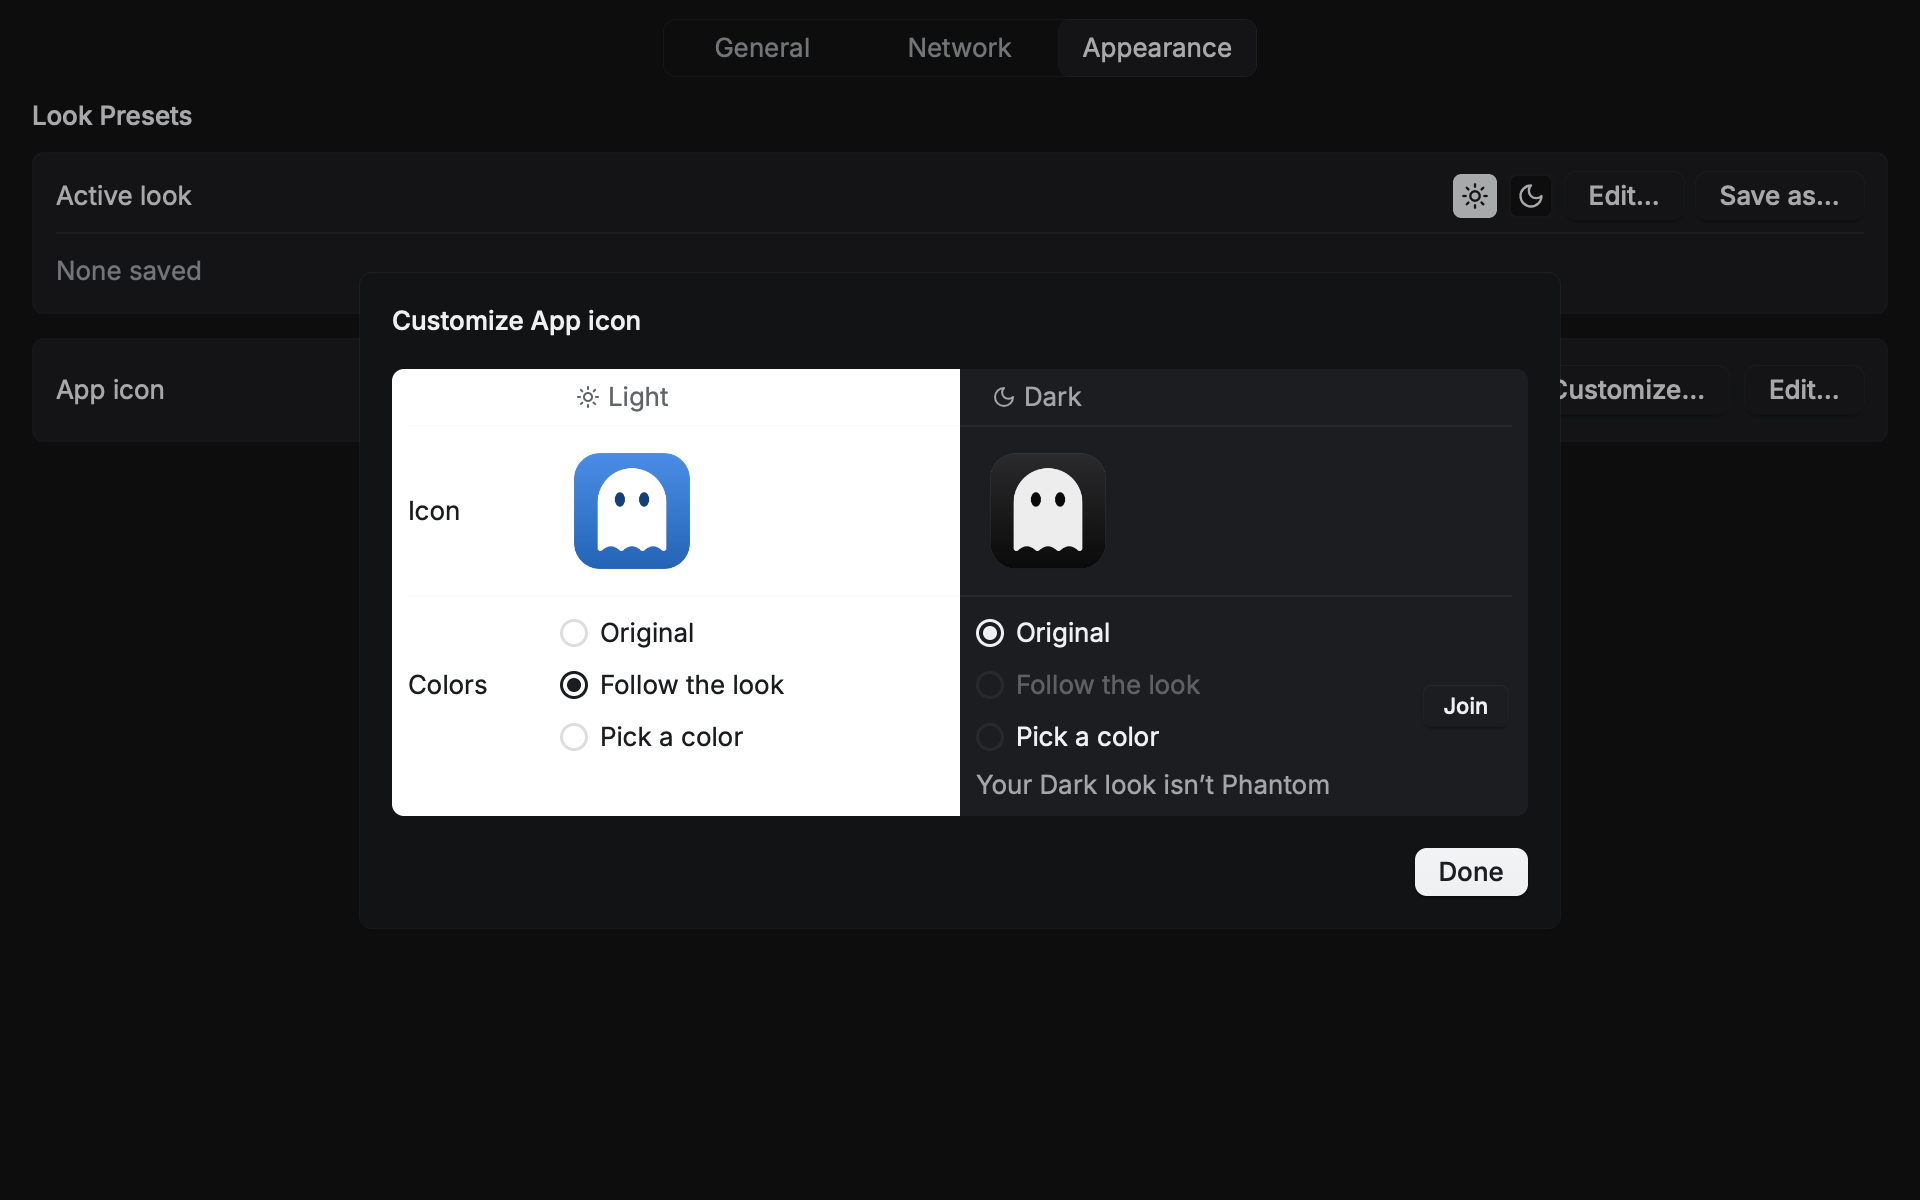 General
Network
Appearance
Look Presets
Active look
Edit...
Save as...
None saved
App icon
Customize...
Edit...
Customize App icon
Light
Dark
Icon
Colors
Original
Follow the look
Pick a color
Original
Follow the look
Pick a color
Join
Your Dark look isn’t Phantom
Done